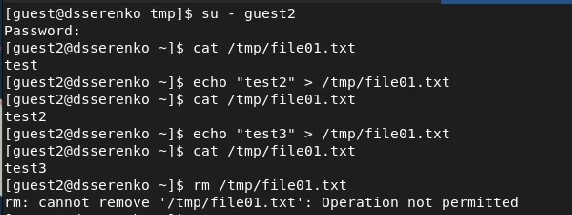 [guest@dsserenko tmp]$ su - guest2
Password:
[guest2@dsserenko ~]$ cat /tmp/file01.txt
test
[guest2@dsserenko ~]$ echo "test2" > /tmp/file01.txt
[guest2@dsserenko ~]$ cat /tmp/file01.txt
test2
[guest2@dsserenko ~]$ echo "test3" > /tmp/file01.txt
[guest2@dsserenko ~]$ cat /tmp/file01.txt
test3
[guest2@dsserenko ~]$ rm /tmp/file01.txt
rm: cannot remove '/tmp/file01.txt': Operation not permitted